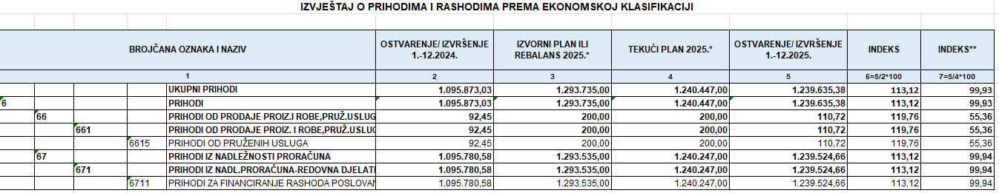 IZVJEŠTAJ O PRIHODIMA I RASHODIMA PREMA EKONOMSKOJ KLASIFIKACIJI
BROJČANA OZNAKA I NAZIV OSTVARENJE/ IZVRŠENJE 1.-12.2024. IZVORNI PLAN ILI REBALANS 2025.* TEKUĆI PLAN 2025.* OSTVARENJE/ IZVRŠENJE 1.-12.2025. INDEKS INDEKS**
1 2 3 4 5 6=5/2*100 7=5/4*100
UKUPNI PRIHODI 1.095.873,03 1.293.735,00 1.240.447,00 1.239.635,38 113,12 99,93
6 PRIHODI 1.095.873,03 1.293.735,00 1.240.447,00 1.239.635,38 113,12 99,93
66 PRIHODI OD PRODAJE PROIZ.I ROBE,PRUŽ.USLUG 92,45 200,00 200,00 110,72 119,76 55,36
661 PRIHODI OD PRODAJE PROIZ. I ROBE,PRUŽ.USLUG 92,45 200,00 200,00 110,72 119,76 55,36
6615 PRIHODI OD PRUŽENIH USLUGA 92,45 200,00 200,00 110,72 119,76 55,36
67 PRIHODI IZ NADLEŽNOSTI PRORAČUNA 1.095.780,58 1.293.535,00 1.240.247,00 1.239.524,66 113,12 99,94
671 PRIHODI IZ NADL.PRORAČUNA-REDOVNA DJELATI 1.095.780,58 1.293.535,00 1.240.247,00 1.239.524,66 113,12 99,94
6711 PRIHODI ZA FINANCIRANJE RASHODA POSLOVAN 1.095.780,58 1.293.535,00 1.240.247,00 1.239.524,66 113,12 99,94